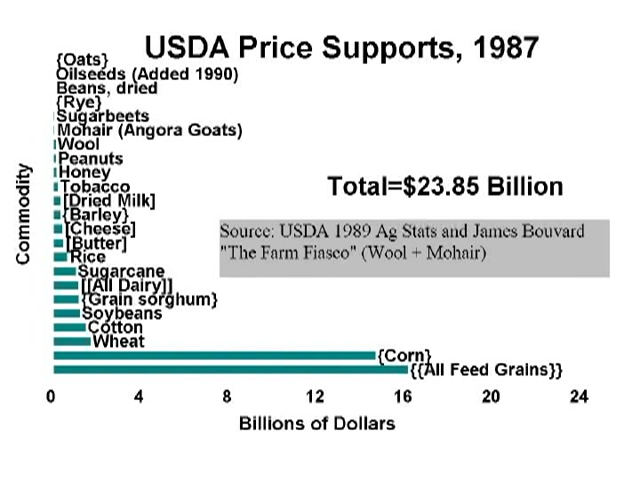 USDA Price Supports, 1987
{Oats}
Oilseeds (Added 1990)
Beans, dried
{Rye}
Sugarbeets
Mohair (Angora Goats)
Wool
Peanuts
Honey
Tobacco
[Dried Milk]
{Barley}
[Cheese]
[Butter]
Rice
Sugarcane
[[All Dairy]]
{Grain sorghum}
Soybeans
Cotton
Wheat
{Corn}
{{All Feed Grains}}
Commodity
Total=$23.85 Billion
Source: USDA 1989 Ag Stats and James Bouvard
"The Farm Fiasco" (Wool + Mohair)
0 4 8 12 16 20 24
Billions of Dollars